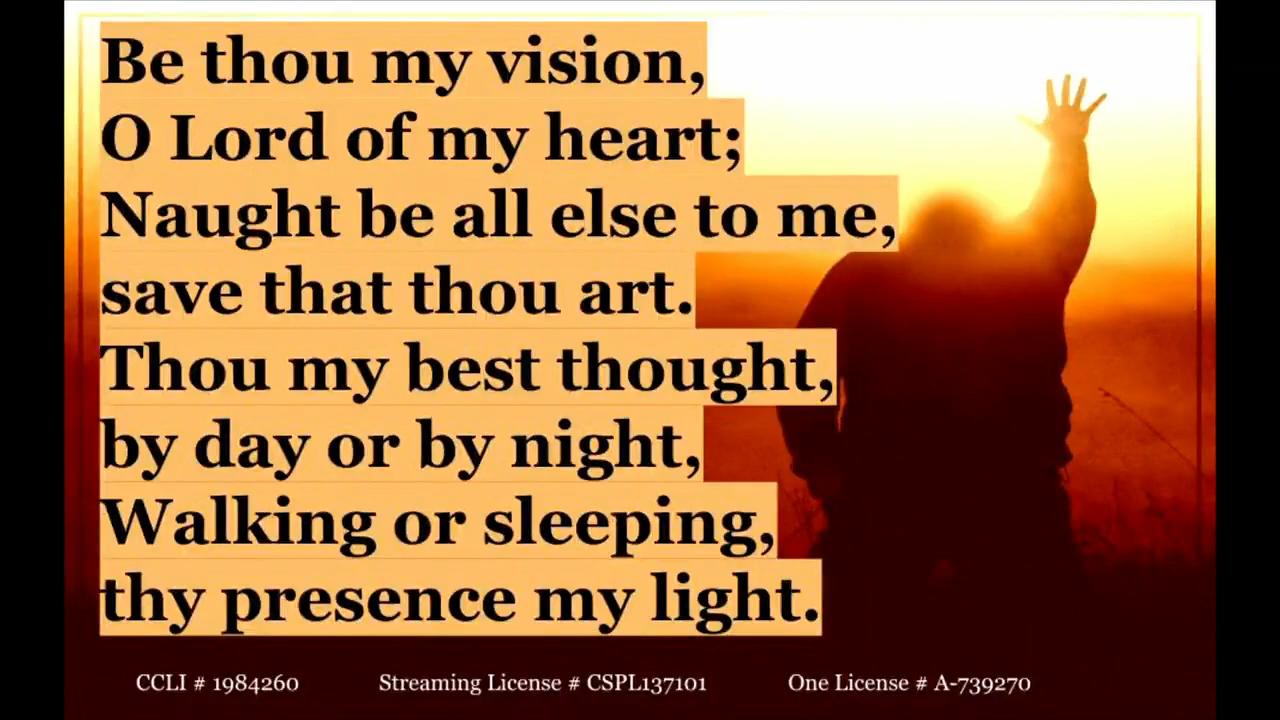 Be thou my vision,
O Lord of my heart;
Naught be all else to me,
save that thou art.
Thou my best thought,
by day or by night,
Walking or sleeping,
thy presence my light.
CCLI # 1984260 Streaming License # CSPL137101 One License # A-739270